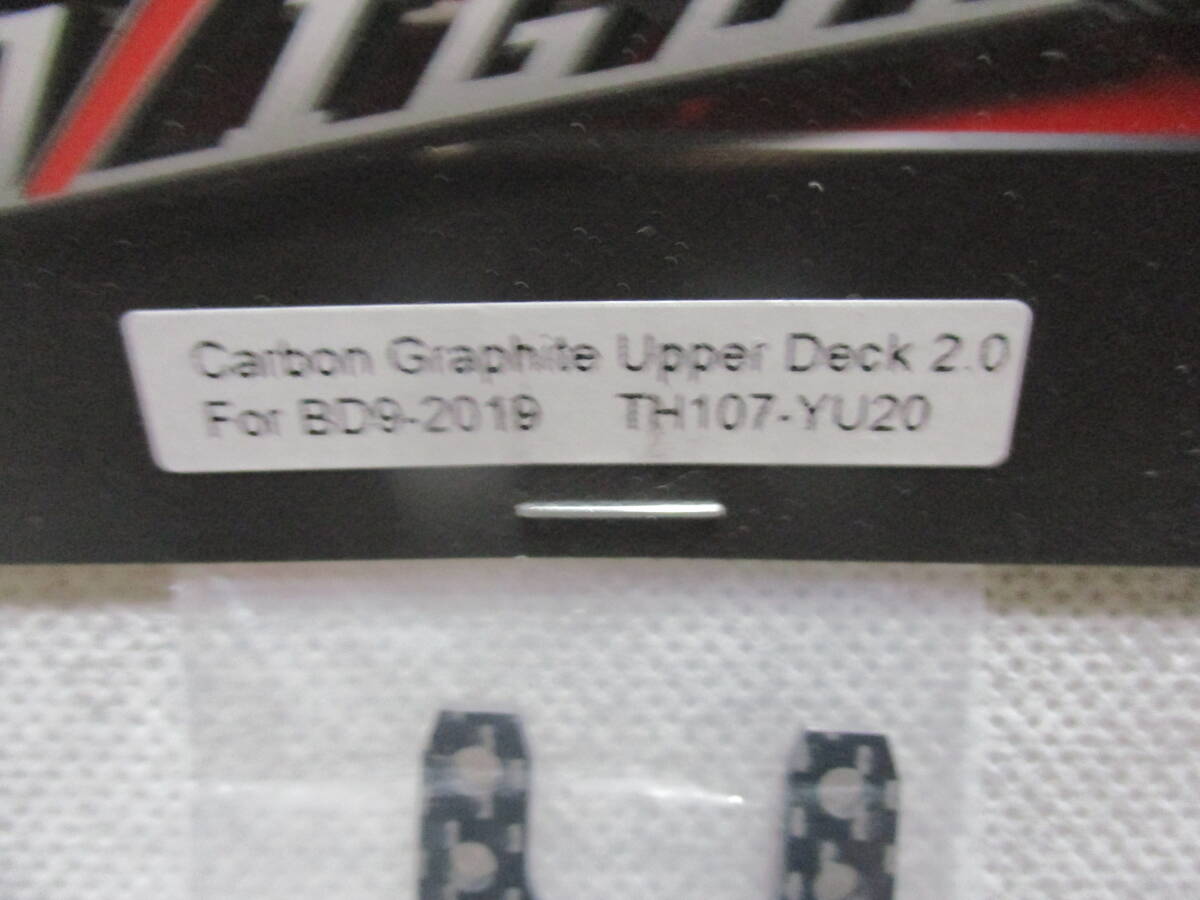 Carbon Graphite Upper Deck 2.0
For BD9-2019 TH107-YU20